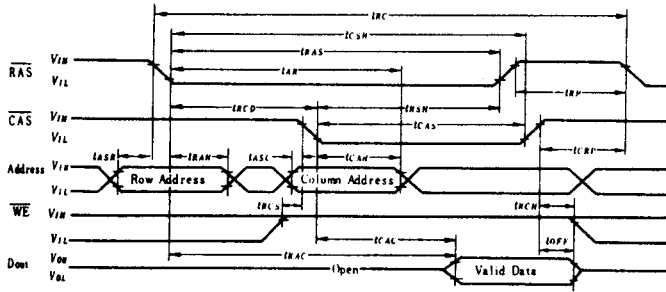 tRC
tCSH
tRAS
tAR
tRP
RAS
VIH
VIL
tRCD
tRSH
tCAS
CAS
VIH
VIL
tCRP
tASR
tRAH
tASC
tCAH
Address
VIH
VIL
Row Address
Column Address
WE
VIH
VIL
tRCS
tRCH
tCAC
tOFF
tRAC
Dout
VOH
VOL
Open
Valid Data